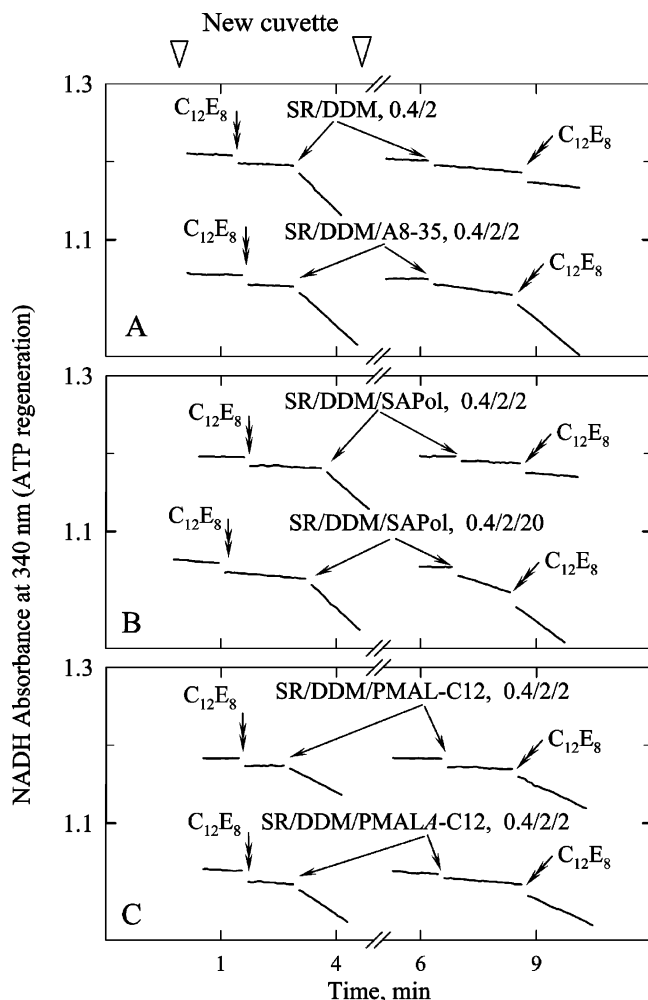 New cuvette
1.3
C12E8
SR/DDM, 0.4/2
C12E8
1.1
C12E8
SR/DDM/A8-35, 0.4/2/2
C12E8
A
1.3
SR/DDM/SAPol, 0.4/2/2
C12E8
C12E8
1.1
C12E8
SR/DDM/SAPol, 0.4/2/20
C12E8
B
1.3
SR/DDM/PMAL-C12, 0.4/2/2
C12E8
C12E8
1.1
C12E8
SR/DDM/PMALA-C12, 0.4/2/2
C12E8
C
1 4 6 9
Time, min
NADH Absorbance at 340 nm (ATP regeneration)